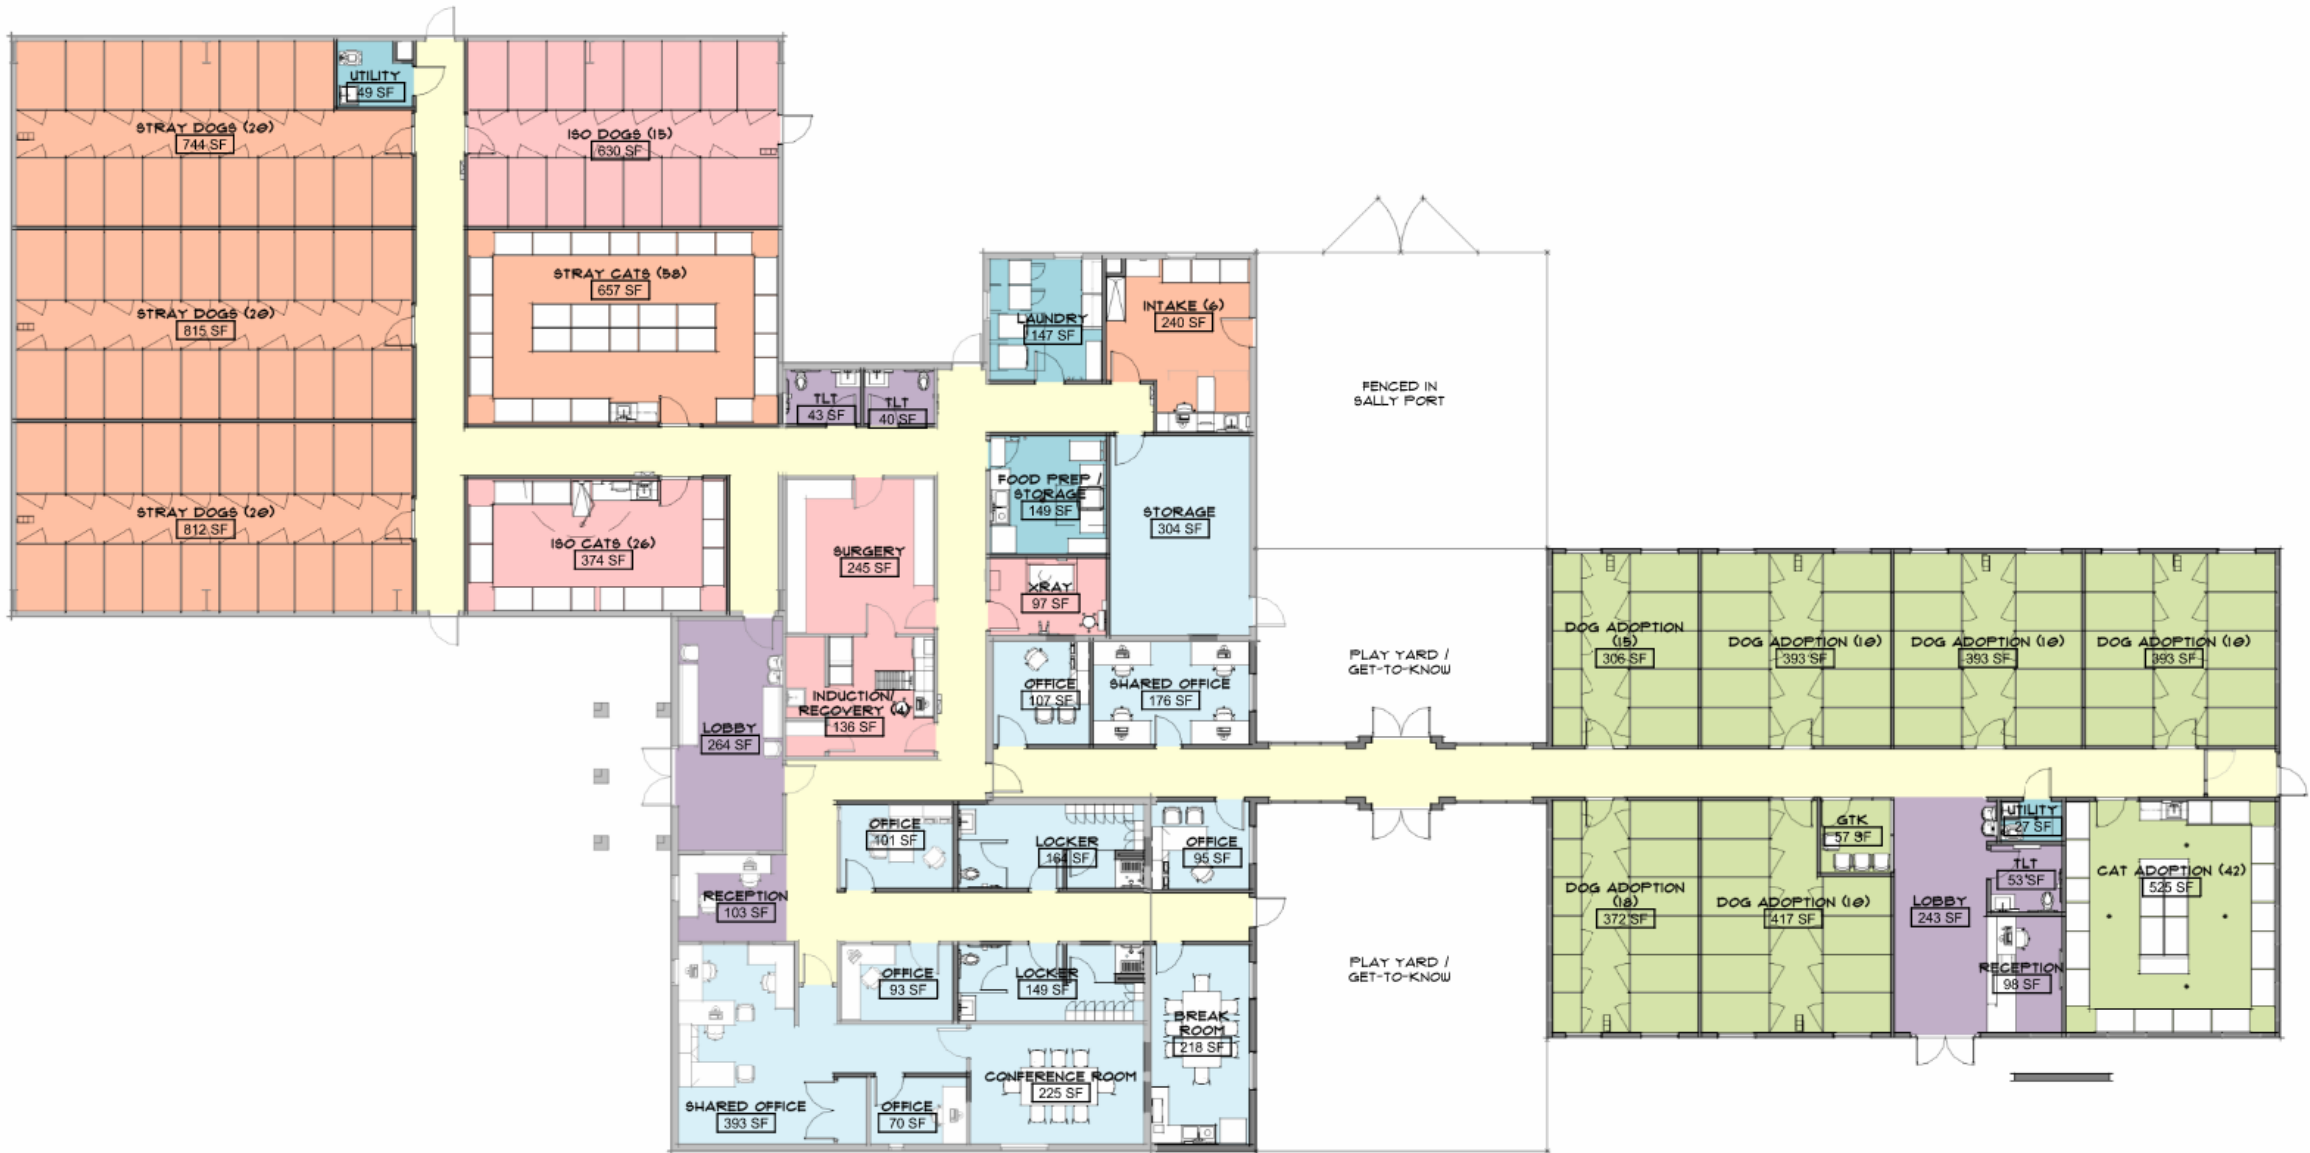 UTILITY
49 SF
STRAY DOGS (20)
744 SF
ISO DOGS (15)
630 SF
STRAY CATS (58)
657 SF
STRAY DOGS (20)
815 SF
LAUNDRY
147 SF
INTAKE (6)
240 SF
TLT
43 SF
TLT
40 SF
FENCED IN
SALLY PORT
FOOD PREP /
STORAGE
149 SF
STORAGE
304 SF
STRAY DOGS (20)
812 SF
ISO CATS (26)
374 SF
SURGERY
245 SF
XRAY
97 SF
DOG ADOPTION
(15)
306 SF
DOG ADOPTION (10)
393 SF
DOG ADOPTION (10)
393 SF
DOG ADOPTION (10)
393 SF
PLAY YARD /
GET-TO-KNOW
OFFICE
107 SF
SHARED OFFICE
176 SF
INDUCTION/
RECOVERY (4)
136 SF
LOBBY
264 SF
OFFICE
101 SF
LOCKER
164 SF
OFFICE
95 SF
UTILITY
27 SF
GTK
57 SF
TLT
53 SF
CAT ADOPTION (42)
525 SF
RECEPTION
103 SF
DOG ADOPTION
(18)
372 SF
DOG ADOPTION (10)
417 SF
LOBBY
243 SF
PLAY YARD /
GET-TO-KNOW
RECEPTION
98 SF
OFFICE
93 SF
LOCKER
149 SF
BREAK
ROOM
218 SF
SHARED OFFICE
393 SF
OFFICE
70 SF
CONFERENCE ROOM
225 SF